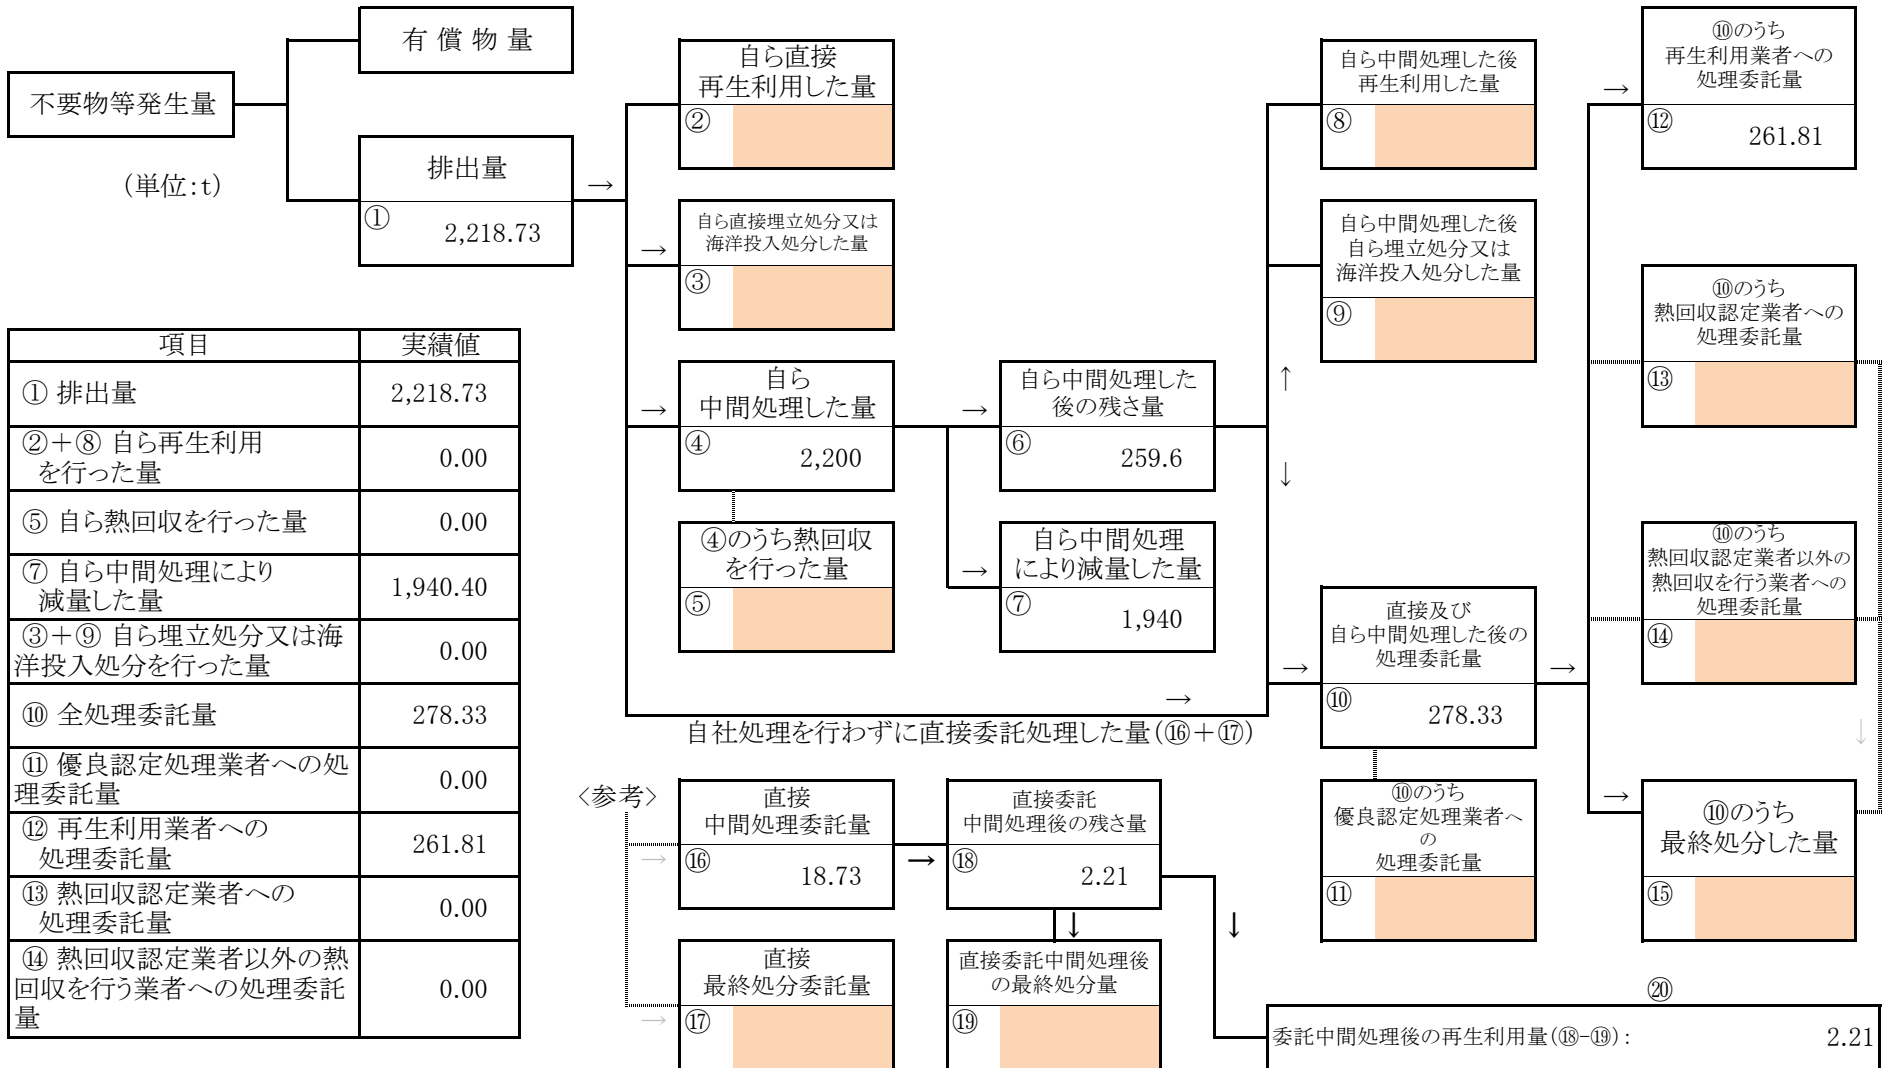 有 償 物 量
不要物等発生量
(単位:t)
排出量
①
2,218.73
→
自ら直接
再生利用した量
②
→
自ら直接埋立処分又は
海洋投入処分した量
③
→
自ら
中間処理した量
④
2,200
④のうち熱回収
を行った量
⑤
→
自ら中間処理した
後の残さ量
⑥
259.6
→
自ら中間処理
により減量した量
⑦
1,940
自ら中間処理した後
再生利用した量
⑧
自ら中間処理した後
自ら埋立処分又は
海洋投入処分した量
⑨
↑
↓
→
自社処理を行わずに直接委託処理した量(⑯+⑰)
→
直接及び
自ら中間処理した後の
処理委託量
⑩
278.33
⑩のうち
優良認定処理業者へ
の
処理委託量
⑪
→
→
⑩のうち
再生利用業者への
処理委託量
⑫
261.81
⑩のうち
熱回収認定業者への
処理委託量
⑬
⑩のうち
熱回収認定業者以外の
熱回収を行う業者への
処理委託量
⑭
↓
→
⑩のうち
最終処分した量
⑮
項目 実績値
① 排出量 2,218.73
②+⑧ 自ら再生利用
を行った量 0.00
⑤ 自ら熱回収を行った量 0.00
⑦ 自ら中間処理により
減量した量 1,940.40
③+⑨ 自ら埋立処分又は海
洋投入処分を行った量 0.00
⑩ 全処理委託量 278.33
⑪ 優良認定処理業者への処
理委託量 0.00
⑫ 再生利用業者への
処理委託量 261.81
⑬ 熱回収認定業者への
処理委託量 0.00
⑭ 熱回収認定業者以外の熱
回収を行う業者への処理委託
量 0.00
<参考>
→
直接
中間処理委託量
⑯
18.73
→
直接委託
中間処理後の残さ量
⑱
2.21
↓
↓
→
直接
最終処分委託量
⑰
直接委託中間処理後
の最終処分量
⑲
⑳
委託中間処理後の再生利用量(⑱-⑲): 2.21